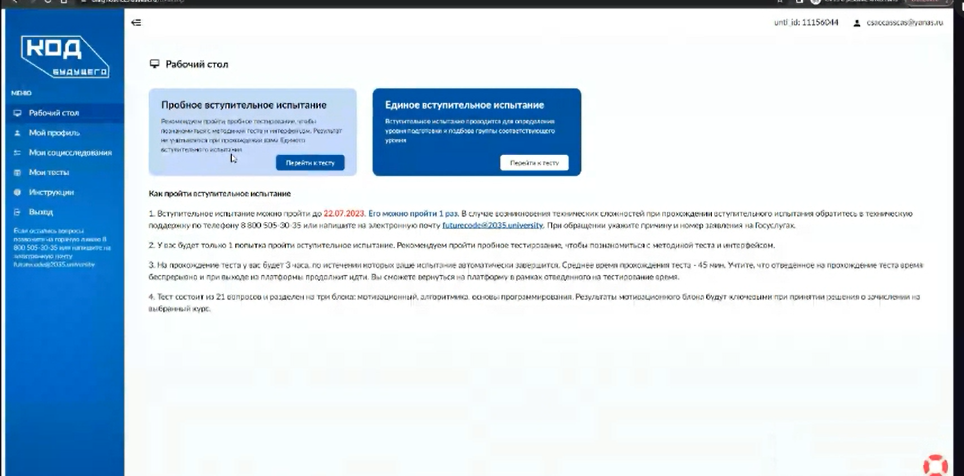 untl_id: 11156044
csaccasscas@yanas.ru
КОД
БУДУЩЕГО
МЕНЮ
Рабочий стол
Мой профиль
Мои социсследования
Мои тесты
Инструкции
Выход
Если остались вопросы
позвоните на горячую линию 8
800 505-30-35 или напишите на
электронную почту
futurecode@2035.university
Рабочий стол
Пробное вступительное испытание
Рекомендуем пройти пробное тестирование, чтобы
познакомиться с методикой теста и интерфейсом. Результат
не учитывается при прохождении вами Единого
вступительного испытания
Перейти к тесту
Единое вступительное испытание
Вступительное испытание проводится для определения
уровня подготовки и подбора группы соответствующего
уровня
Перейти к тесту
Как пройти вступительное испытание
1. Вступительное испытание можно пройти до 22.07.2023. Его можно пройти 1 раз. В случае возникновения технических сложностей при прохождении вступительного испытания обратитесь в техническую
поддержку по телефону 8 800 505-30-35 или напишите на электронную почту futurecode@2035.university. При обращении укажите причину и номер заявления на Госуслугах.
2. У вас будет только 1 попытка пройти вступительное испытание. Рекомендуем пройти пробное тестирование, чтобы познакомиться с методикой теста и интерфейсом.
3. На прохождение теста у вас будет 3 часа, по истечении которых ваше испытание автоматически завершится. Среднее время прохождения теста - 45 мин. Учтите, что отведенное на прохождение теста время
беспрерывно и при выходе из платформы продолжит идти. Вы сможете вернуться на платформу в рамках отведенного на тестирование время.
4. Тест состоит из 21 вопросов и разделен на три блока: мотивационный, алгоритмика, основы программирования. Результаты мотивационного блока будут ключевыми при принятии решения о зачислении на
выбранный курс.